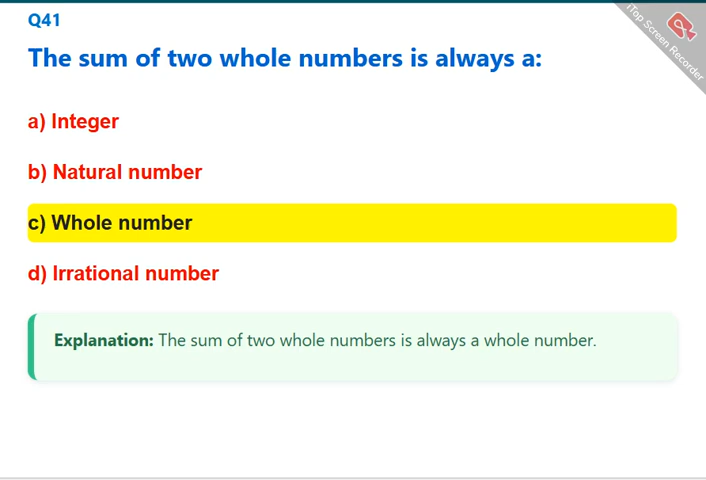 Q41
iTop Screen Recorder
The sum of two whole numbers is always a:
a) Integer
b) Natural number
c) Whole number
d) Irrational number
Explanation: The sum of two whole numbers is always a whole number.